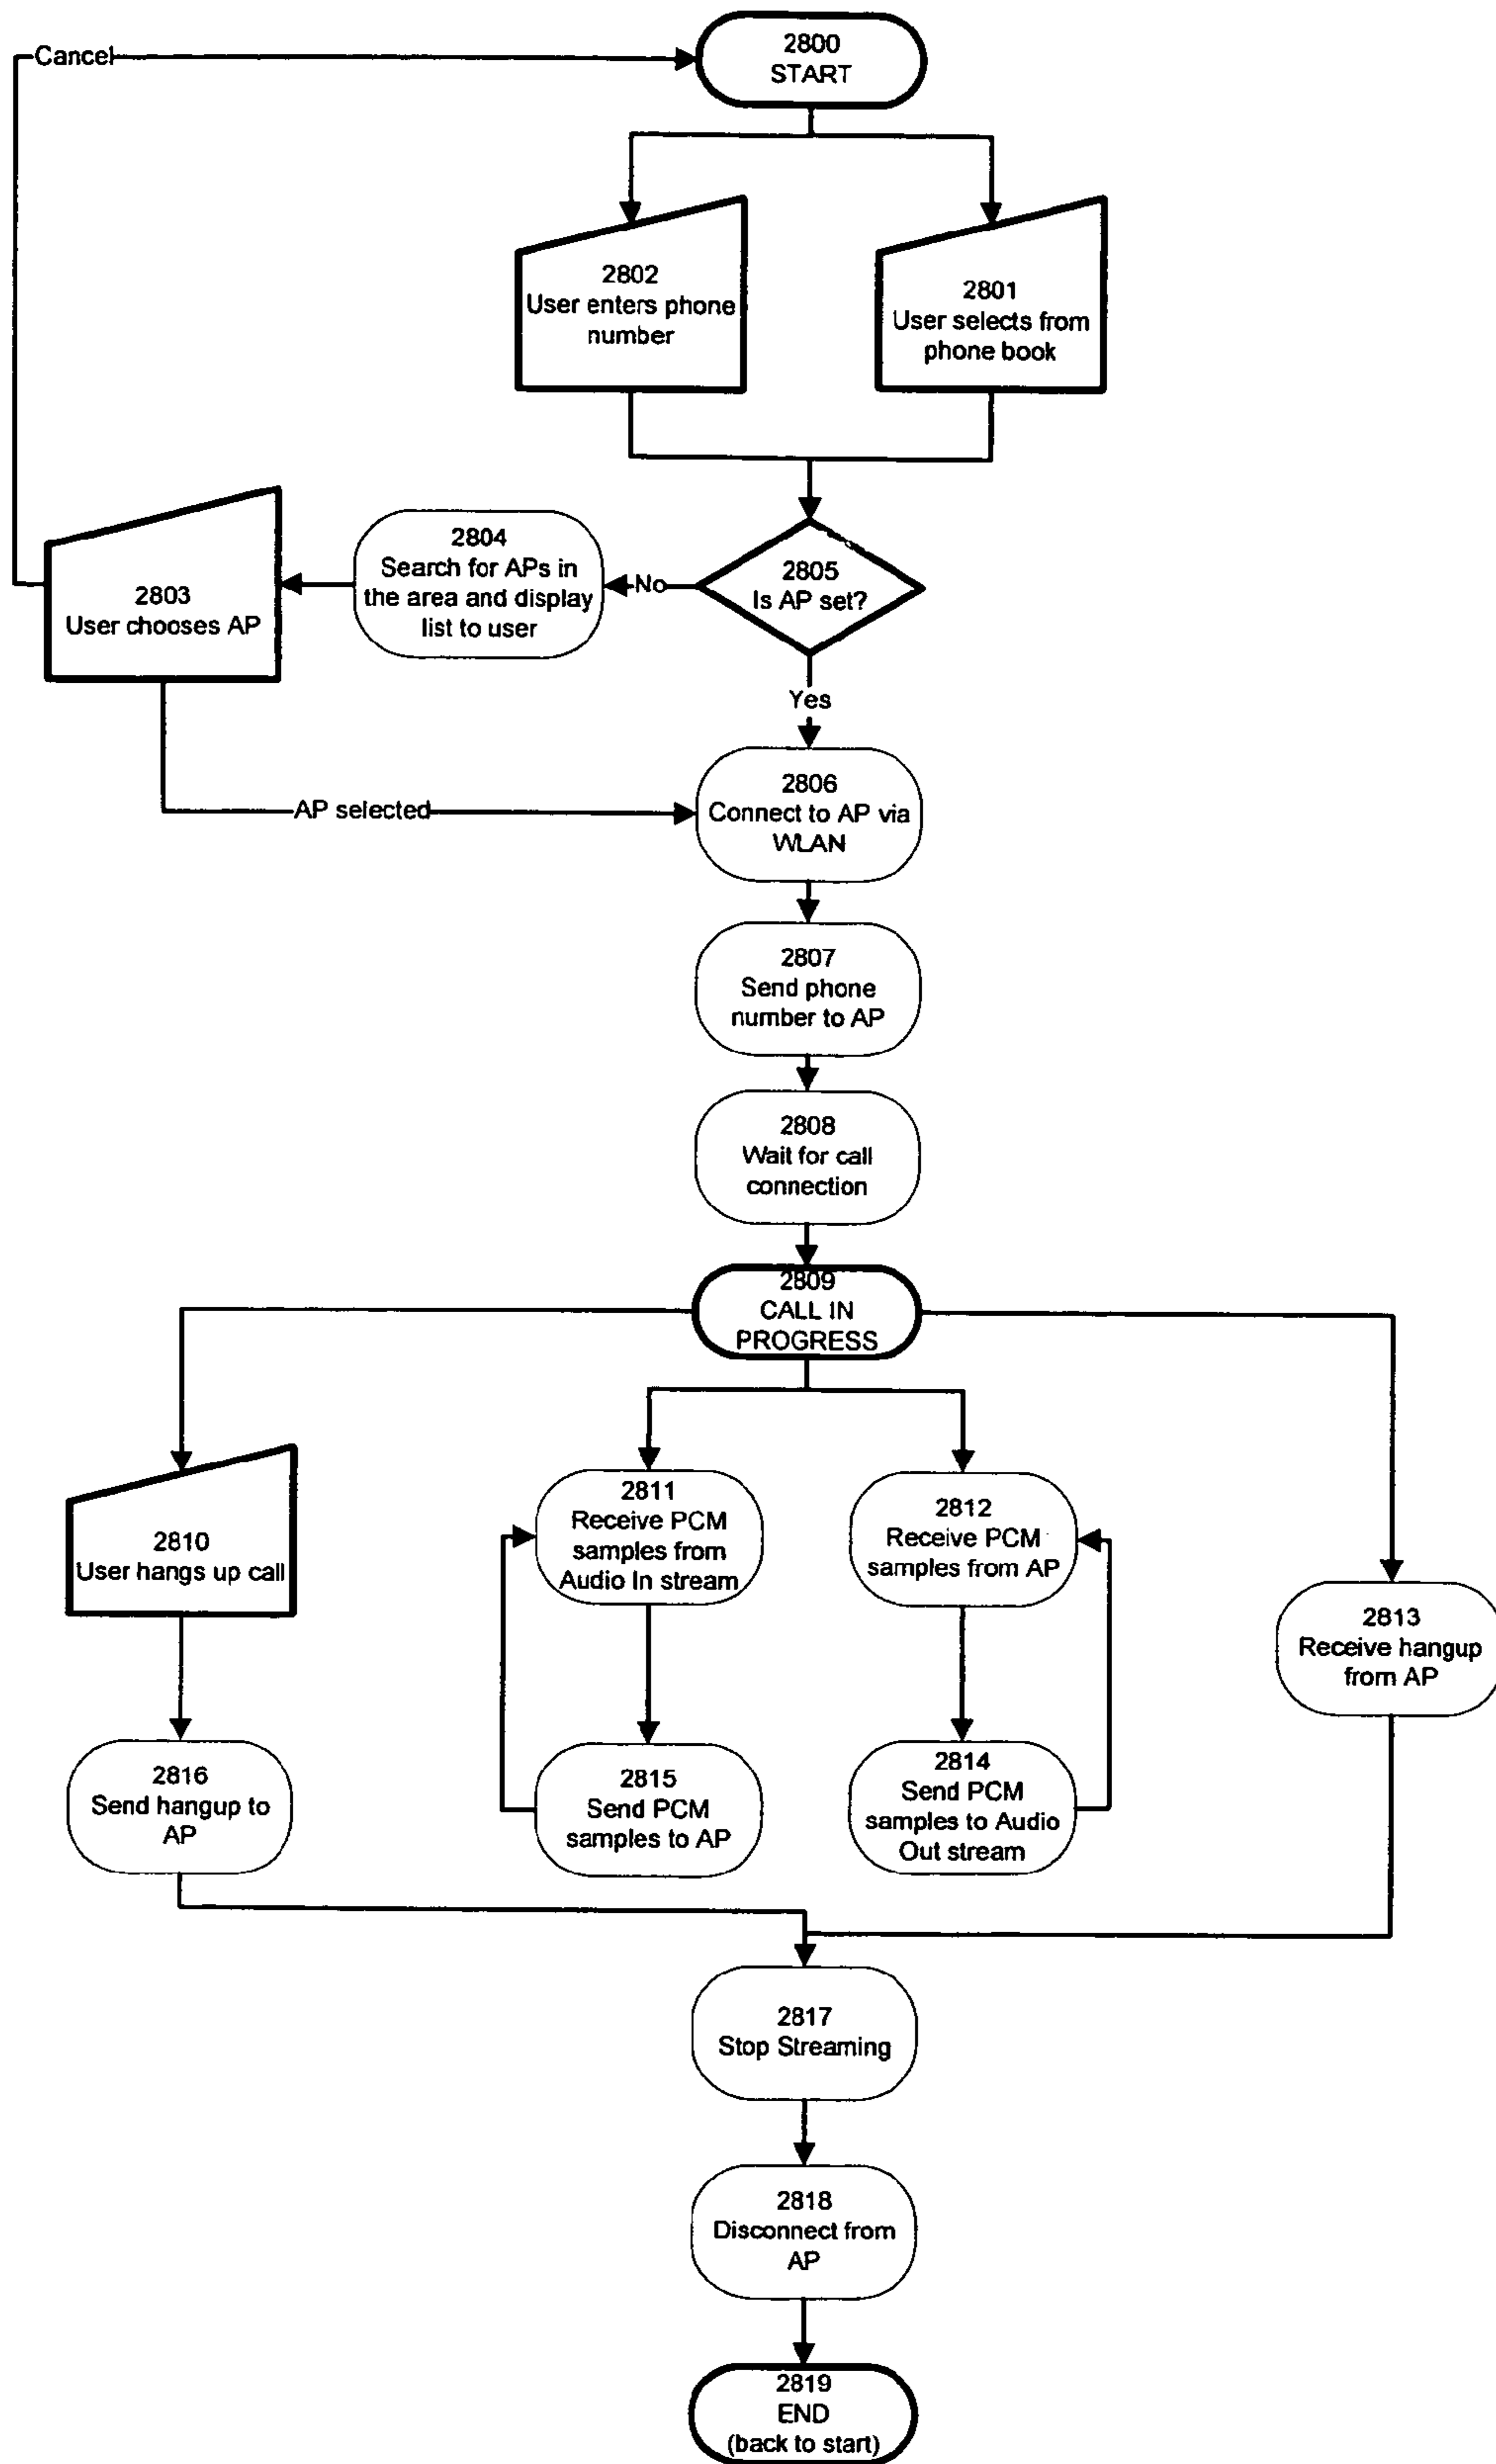 Cancel
2800
START
2802
User enters phone
number
2801
User selects from
phone book
2803
User chooses AP
2804
Search for APs in
the area and display
list to user
No
2805
Is AP set?
Yes
AP selected
2806
Connect to AP via
WLAN
2807
Send phone
number to AP
2808
Wait for call
connection
2809
CALL IN
PROGRESS
2810
User hangs up call
2811
Receive PCM
samples from
Audio In stream
2812
Receive PCM
samples from AP
2813
Receive hangup
from AP
2816
Send hangup to
AP
2815
Send PCM
samples to AP
2814
Send PCM
samples to Audio
Out stream
2817
Stop Streaming
2818
Disconnect from
AP
2819
END
(back to start)